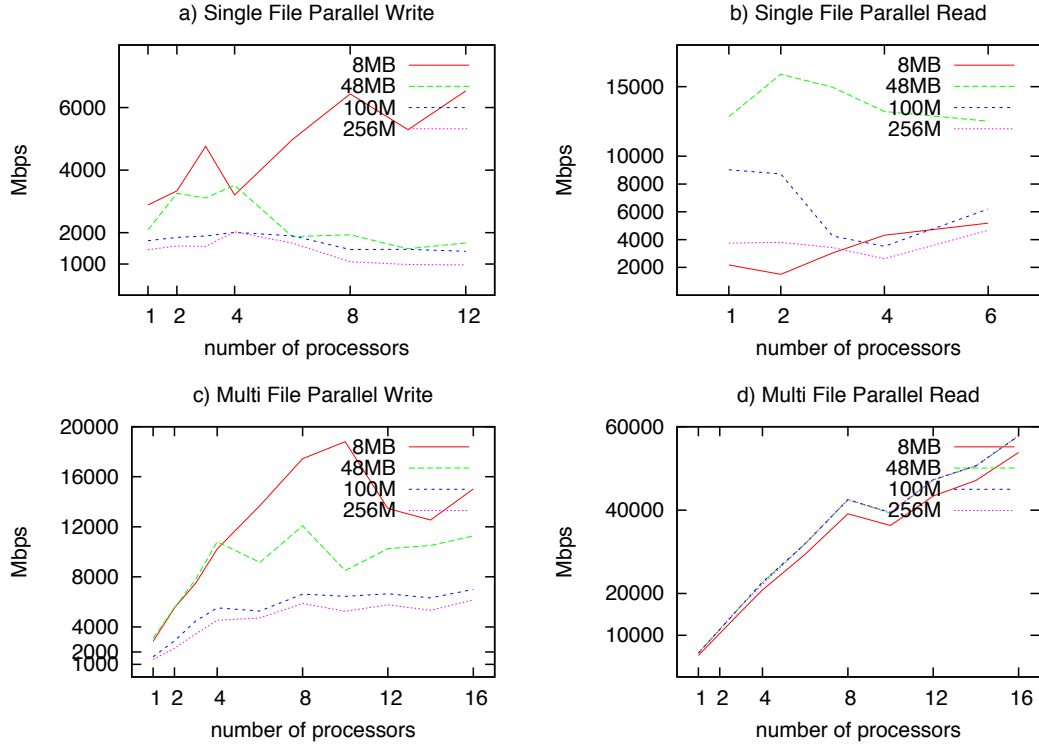 a) Single File Parallel Write
Mbps
6000
4000
2000
1000
8MB
48MB
100M
256M
1 2 4 8 12
number of processors
b) Single File Parallel Read
Mbps
15000
10000
8000
6000
4000
2000
8MB
48MB
100M
256M
1 2 4 6
number of processors
c) Multi File Parallel Write
Mbps
20000
16000
12000
8000
4000
2000
1000
8MB
48MB
100M
256M
1 2 4 8 12 16
number of processors
d) Multi File Parallel Read
Mbps
60000
40000
20000
10000
8MB
48MB
100M
256M
1 2 4 8 12 16
number of processors